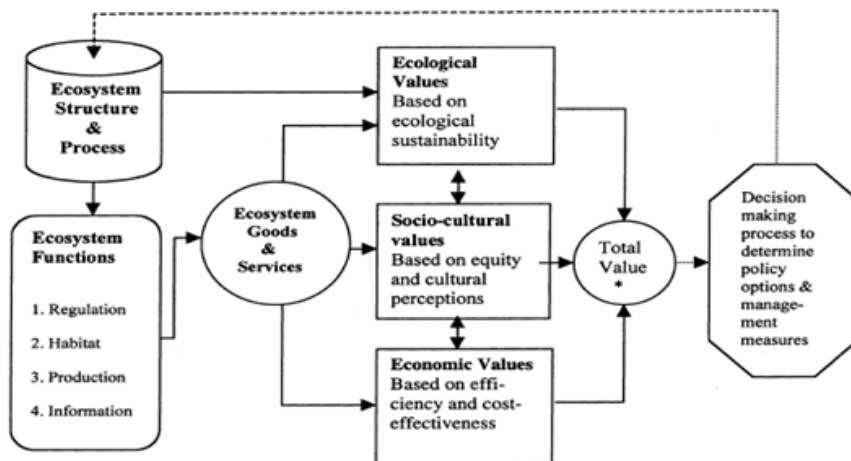 Ecosystem
Structure
&
Process
Ecosystem
Functions
1. Regulation
2. Habitat
3. Production
4. Information
Ecosystem
Goods
&
Services
Ecological
Values
Based on
ecological
sustainability
Socio-cultural
values
Based on equity
and cultural
perceptions
Economic Values
Based on effi-
ciency and cost-
effectiveness
Total
Value
*
Decision
making
process to
determine
policy
options &
manage-
ment
measures